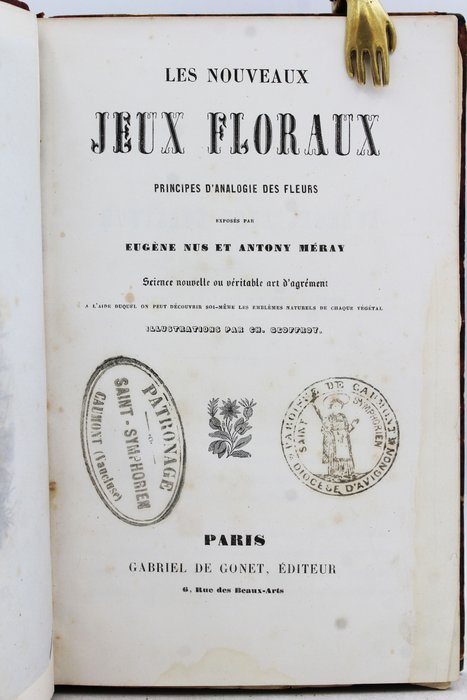 LES NOUVEAUX
JEUX FLORAUX
PRINCIPES D'ANALOGIE DES FLEURS
EXPOSÉS PAR
EUGÈNE NUS ET ANTONY MÉRAY
Science nouvelle ou véritable art d'agrément
A L'AIDE DUQUEL ON PEUT DÉCOUVRIR SOI-MÊME LES EMBLÈMES NATURELS DE CHAQUE VÉGÉTAL
ILLUSTRATIONS PAR CH. GEOFFROY.
PATRONAGE
SAINT-SYMPHORIEN
CAUMONT (Vaucluse)
PAROISSE DE CAUMONT
SAINT SYMPHORIEN
DIOCÈSE D'AVIGNON
PARIS
GABRIEL DE GONET, ÉDITEUR
6, Rue des Beaux-Arts